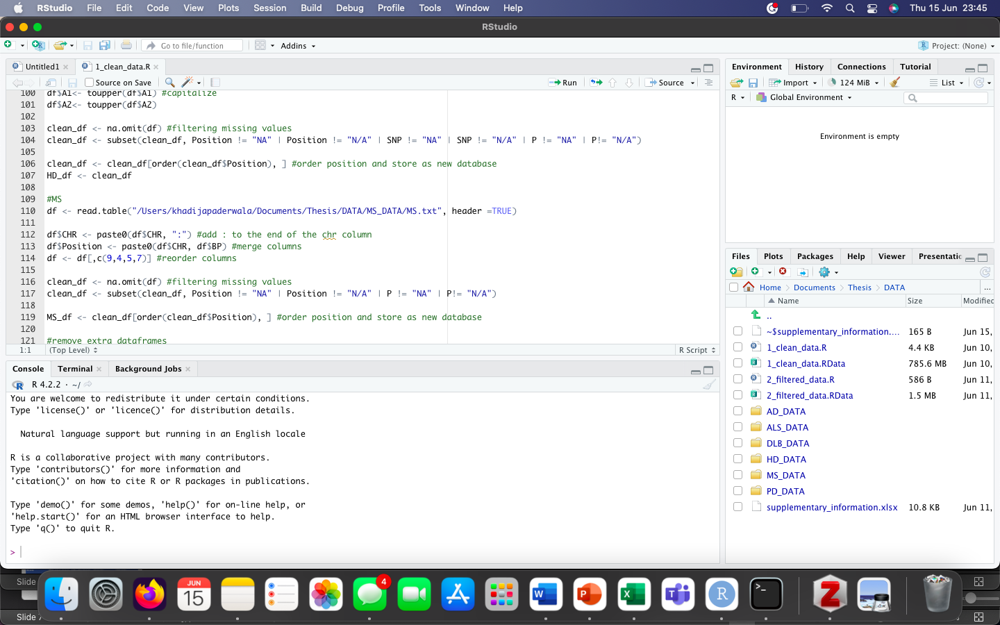 RStudio File Edit Code View Plots Session Build Debug Profile Tools Window Help Thu 15 Jun 23:45
RStudio
Go to file/function Addins Project: (None)
Untitled1 1_clean_data.R
Source on Save Run Source
100 df$A1<- toupper(df$A1) #capitalize
101 df$A2<- toupper(df$A2)
102
103 clean_df <- na.omit(df) #filtering missing values
104 clean_df <- subset(clean_df, Position != "NA" | Position != "N/A" | SNP != "NA" | SNP != "N/A" | P != "NA" | P!= "N/A")
105
106 clean_df <- clean_df[order(clean_df$Position), ] #order position and store as new database
107 HD_df <- clean_df
108
109 #MS
110 df <- read.table("/Users/khadijapaderwala/Documents/Thesis/DATA/MS_DATA/MS.txt", header =TRUE)
111
112 df$CHR <- paste0(df$CHR, ":") #add : to the end of the chr column
113 df$Position <- paste0(df$CHR, df$BP) #merge columns
114 df <- df[,c(9,4,5,7)] #reorder columns
115
116 clean_df <- na.omit(df) #filtering missing values
117 clean_df <- subset(clean_df, Position != "NA" | Position != "N/A" | P != "NA" | P!= "N/A")
118
119 MS_df <- clean_df[order(clean_df$Position), ] #order position and store as new database
120
121 #remove extra dataframes
1:1 (Top Level) R Script
Console Terminal Background Jobs
R 4.2.2 · ~/
You are welcome to redistribute it under certain conditions.
Type 'license()' or 'licence()' for distribution details.
Natural language support but running in an English locale
R is a collaborative project with many contributors.
Type 'contributors()' for more information and
'citation()' on how to cite R or R packages in publications.
Type 'demo()' for some demos, 'help()' for on-line help, or
'help.start()' for an HTML browser interface to help.
Type 'q()' to quit R.
>
Environment History Connections Tutorial
Import 124 MiB List
R Global Environment
Environment is empty
Files Plots Packages Help Viewer Presentatic
Home Documents Thesis DATA ...
Name Size Modified
..
~$supplementary_information.... 165 B Jun 15,
1_clean_data.R 4.4 KB Jun 10,
1_clean_data.RData 785.6 MB Jun 10,
2_filtered_data.R 586 B Jun 11,
2_filtered_data.RData 1.5 MB Jun 11,
AD_DATA
ALS_DATA
DLB_DATA
HD_DATA
MS_DATA
PD_DATA
supplementary_information.xlsx 10.8 KB Jun 11,
Slide
Slide
JUN
15
4
W
P
X
T
R
>_
Z